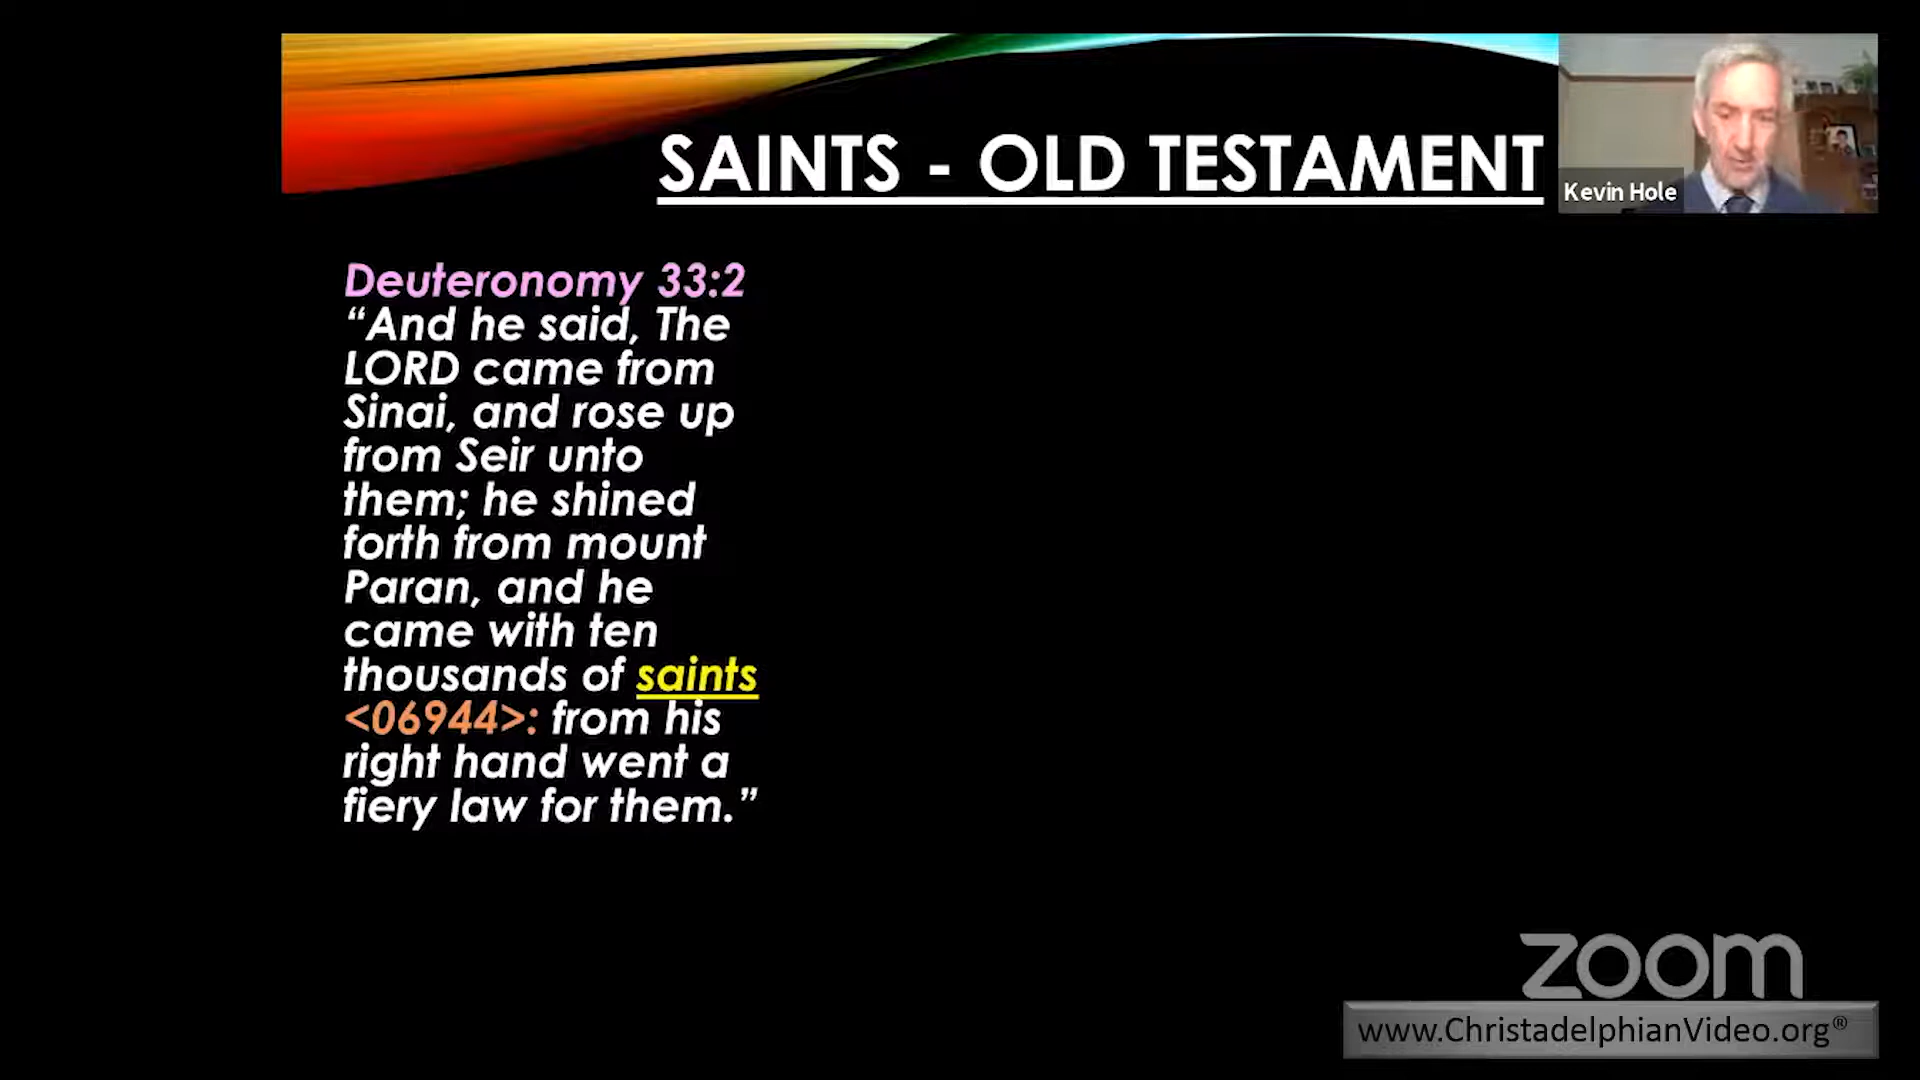 SAINTS - OLD TESTAMENT
Kevin Hole
Deuteronomy 33:2
“And he said, The
LORD came from
Sinai, and rose up
from Seir unto
them; he shined
forth from mount
Paran, and he
came with ten
thousands of saints
<06944>: from his
right hand went a
fiery law for them.”
zoom
www.ChristadelphianVideo.org®